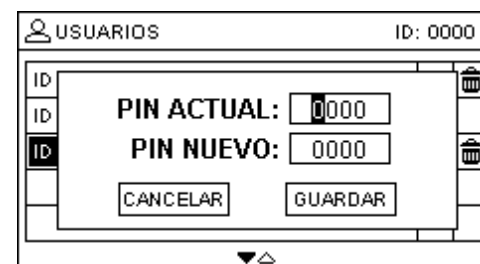 USUARIOS ID: 0000
ID
ID
ID
PIN ACTUAL: 0000
PIN NUEVO: 0000
CANCELAR GUARDAR